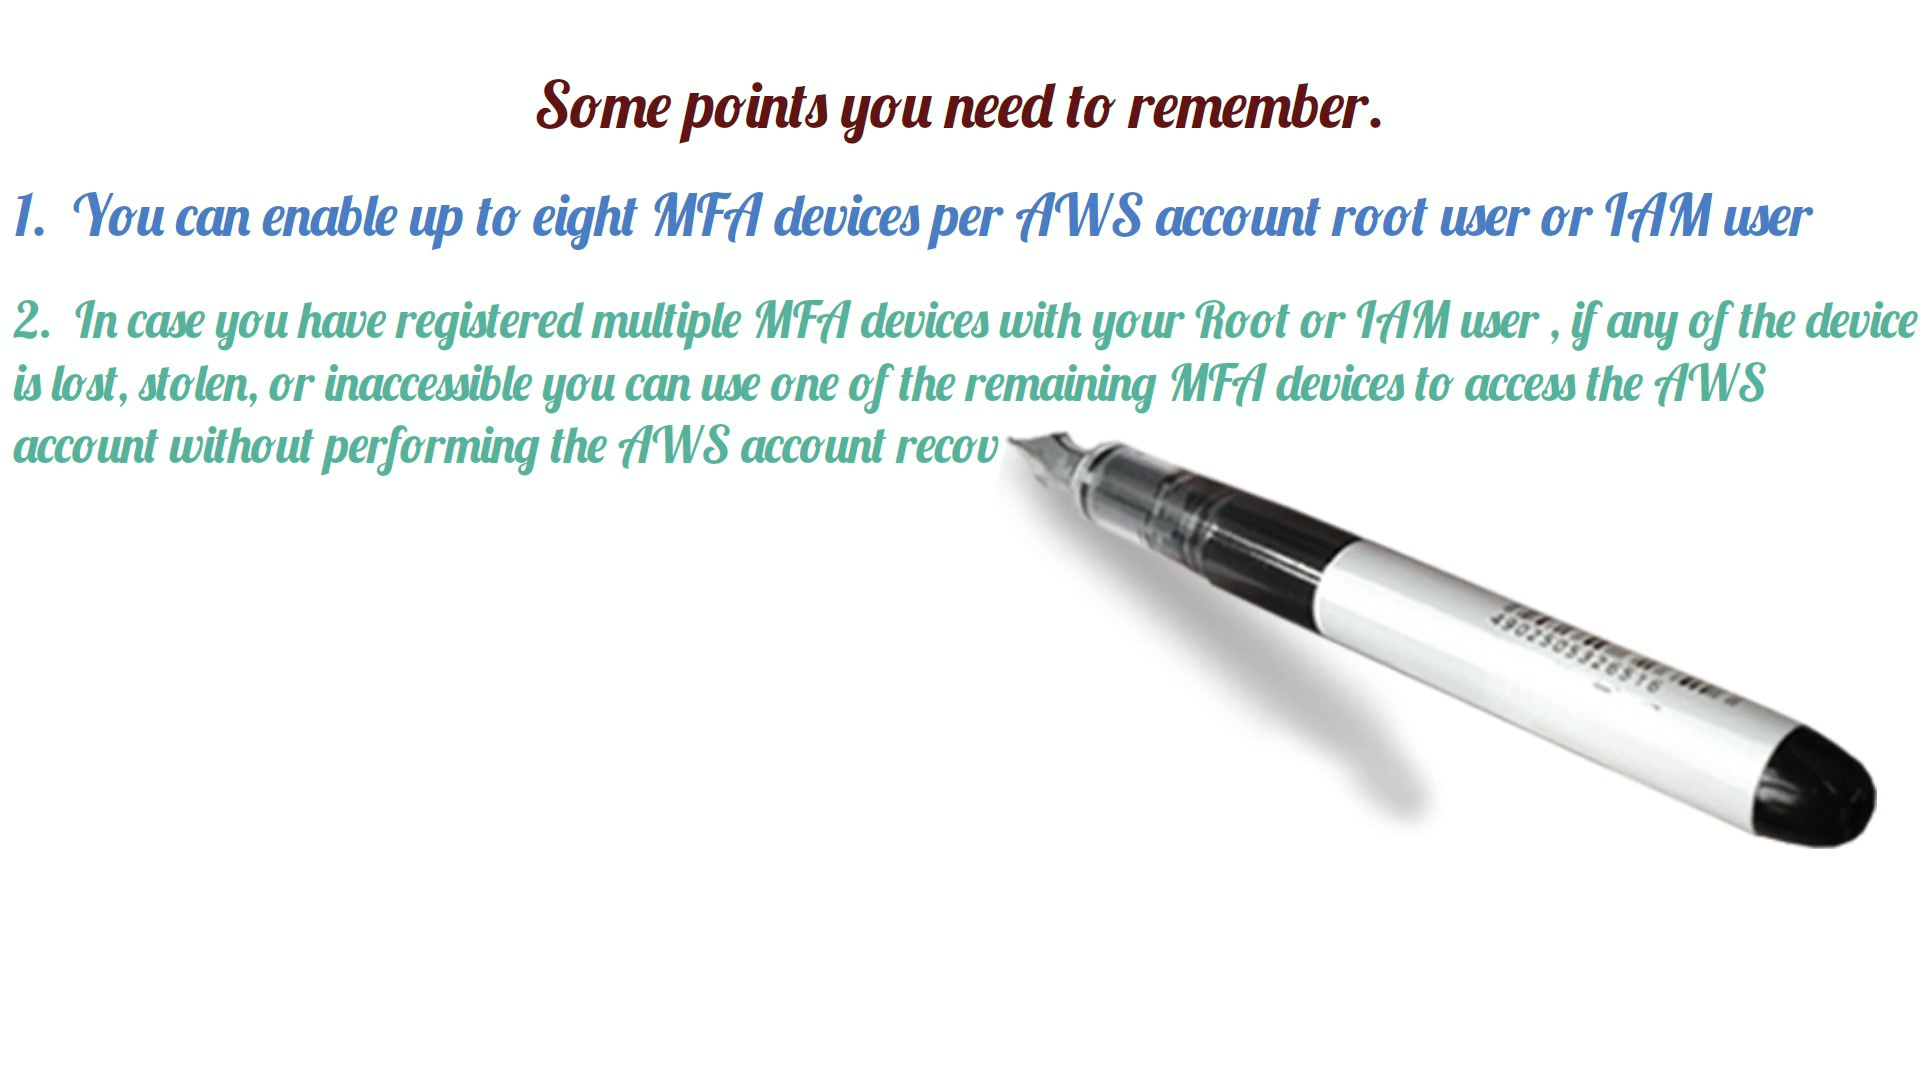 Some points you need to remember.
1. You can enable up to eight MFA devices per AWS account root user or IAM user
2. In case you have registered multiple MFA devices with your Root or IAM user , if any of the device
is lost, stolen, or inaccessible you can use one of the remaining MFA devices to access the AWS
account without performing the AWS account recov
4902505326516